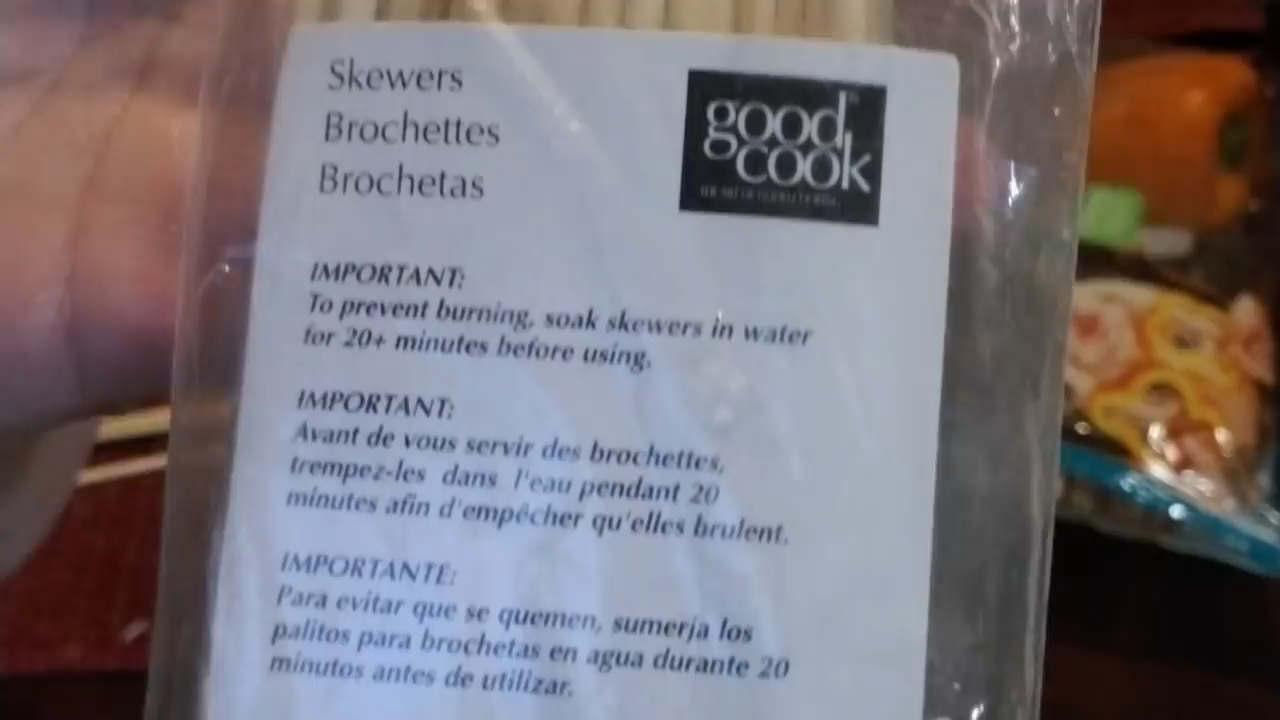 Skewers
Brochettes
Brochetas
good
cook
IMPORTANT:
To prevent burning, soak skewers in water
for 20+ minutes before using.
IMPORTANT:
Avant de vous servir des brochettes,
trempez-les dans l'eau pendant 20
minutes afin d'empêcher qu'elles brulent.
IMPORTANTE:
Para evitar que se quemen, sumerja los
palitos para brochetas en agua durante 20
minutos antes de utilizar.